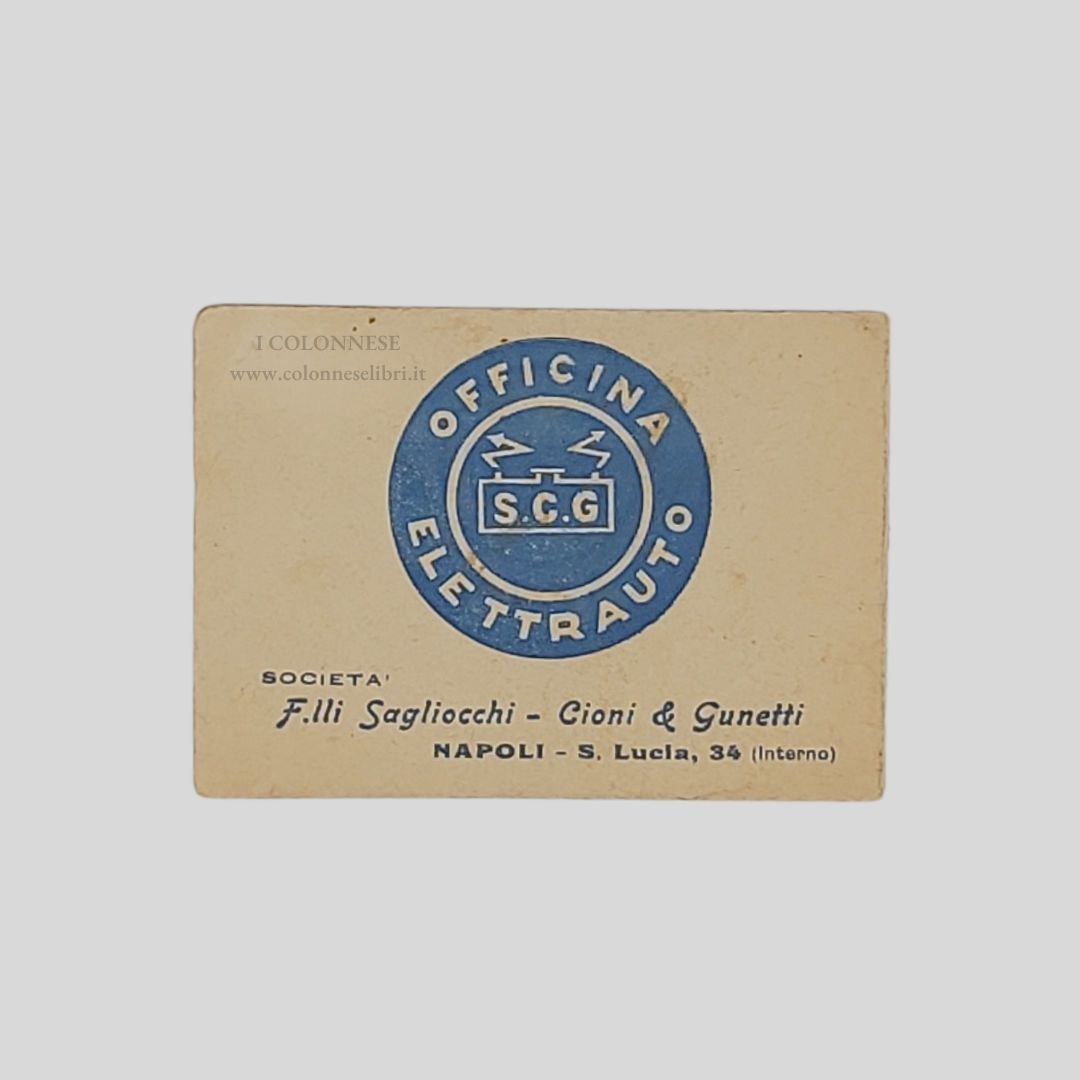 I COLONNESE
www.colonneselibri.it
OFFICINA
S.C.G
ELETTRAUTO
SOCIETA'
F.lli Sagliocchi - Cioni & Gunetti
NAPOLI - S. Lucia, 34 (Interno)